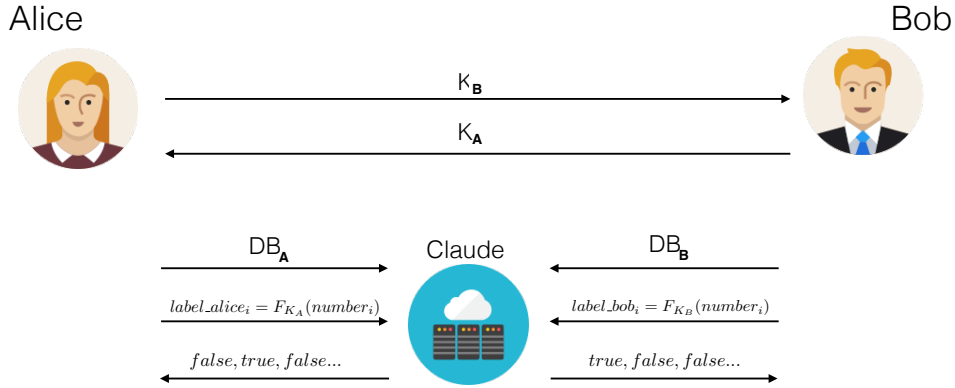 Alice
Bob
K_B
K_A
DB_A
Claude
DB_B
label_alice_i = F_{K_A}(number_i)
label_bob_i = F_{K_B}(number_i)
false, true, false...
true, false, false...